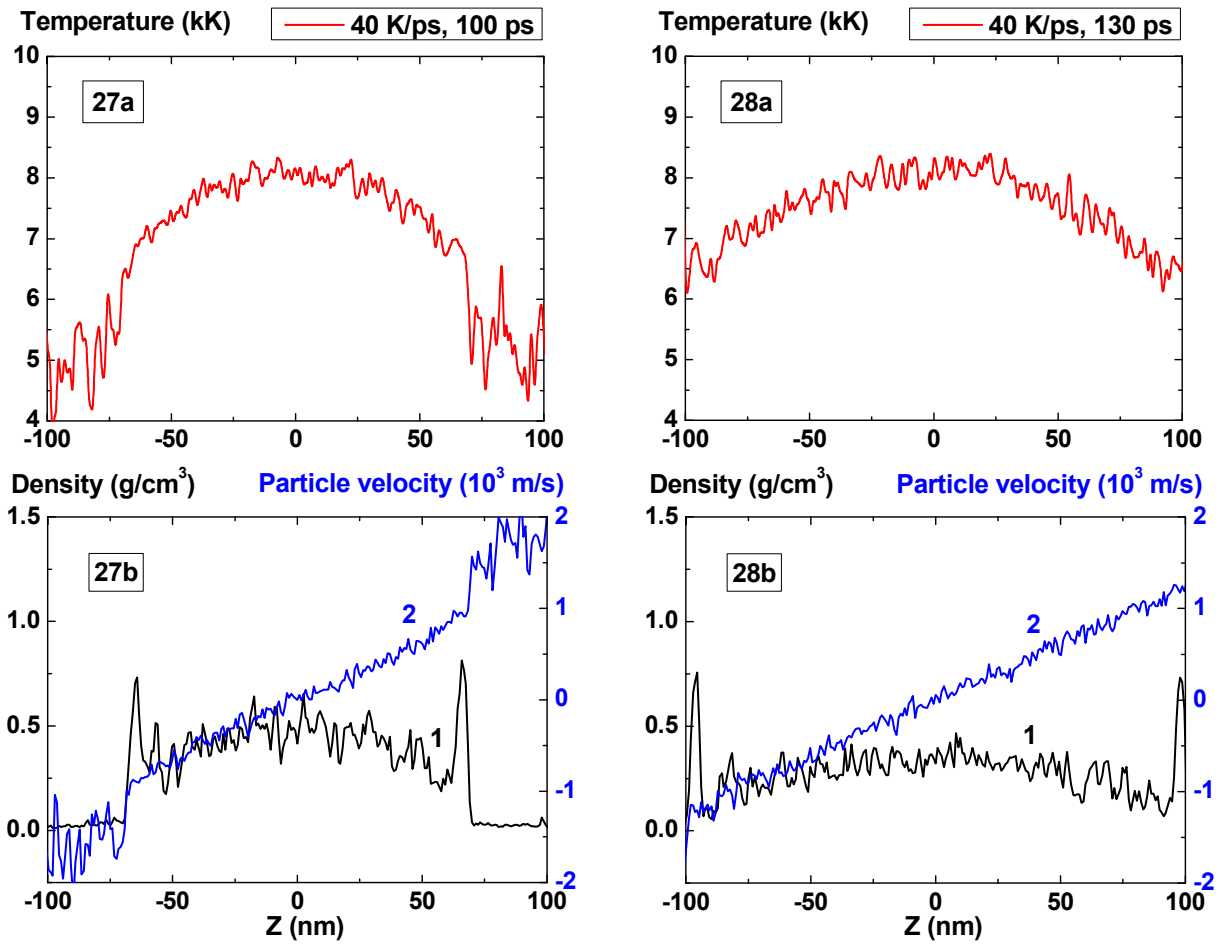 Temperature (kK)
40 K/ps, 100 ps
10
9
8
7
6
5
4
27a
-100 -50 0 50 100
Temperature (kK)
40 K/ps, 130 ps
10
9
8
7
6
5
4
28a
-100 -50 0 50 100
Density (g/cm³) Particle velocity (10³ m/s)
1.5
1.0
0.5
0.0
27b
2
1
2
1
0
-1
-2
-100 -50 0 50 100
Z (nm)
Density (g/cm³) Particle velocity (10³ m/s)
1.5
1.0
0.5
0.0
28b
2
1
2
1
0
-1
-2
-100 -50 0 50 100
Z (nm)